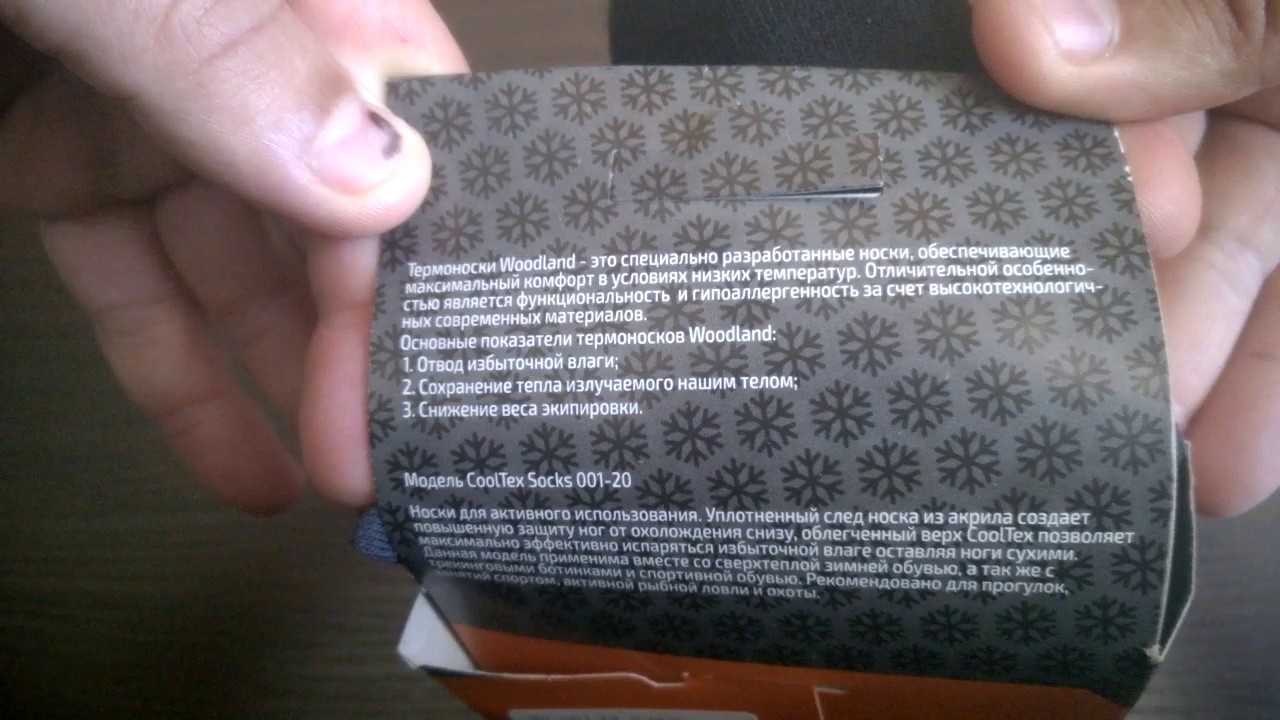 Термоноски Woodland - это специально разработанные носки, обеспечивающие
максимальный комфорт в условиях низких температур. Отличительной особенно-
стью является функциональность и гипоаллергенность за счет высокотехнологич-
ных современных материалов.
Основные показатели термоносков Woodland:
1. Отвод избыточной влаги;
2. Сохранение тепла излучаемого нашим телом;
3. Снижение веса экипировки.
Модель CoolTex Socks 001-20
Носки для активного использования. Уплотненный след носка из акрила создает
повышенную защиту ног от охолождения снизу, облегченный верх CoolTex позволяет
максимально эффективно испаряться избыточной влаге оставляя ноги сухими.
Данная модель применима вместе со сверхтеплой зимней обувью, а так же с
трекинговыми ботинками и спортивной обувью. Рекомендовано для прогулок,
занятий спортом, активной рыбной ловли и охоты.